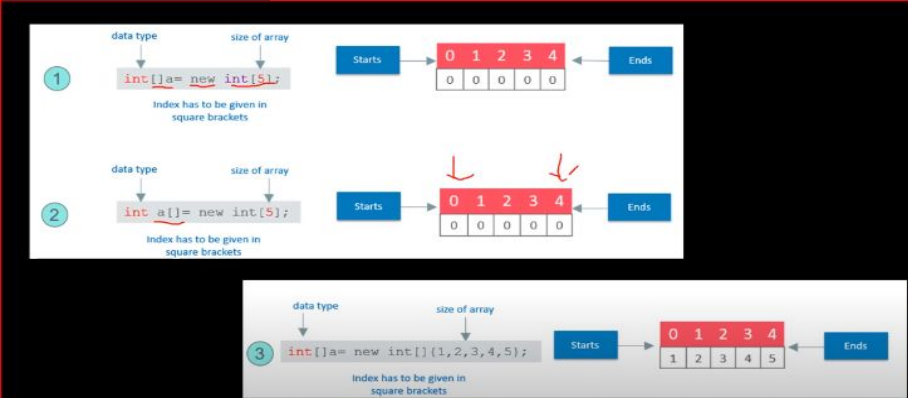 data type
size of array
1
int[]a= new int[5];
Index has to be given in
square brackets
Starts
0 1 2 3 4
0 0 0 0 0
Ends
data type
size of array
2
int a[]= new int[5];
Index has to be given in
square brackets
Starts
0 1 2 3 4
0 0 0 0 0
Ends
data type
size of array
3
int[]a= new int[]{1,2,3,4,5};
Index has to be given in
square brackets
Starts
0 1 2 3 4
1 2 3 4 5
Ends